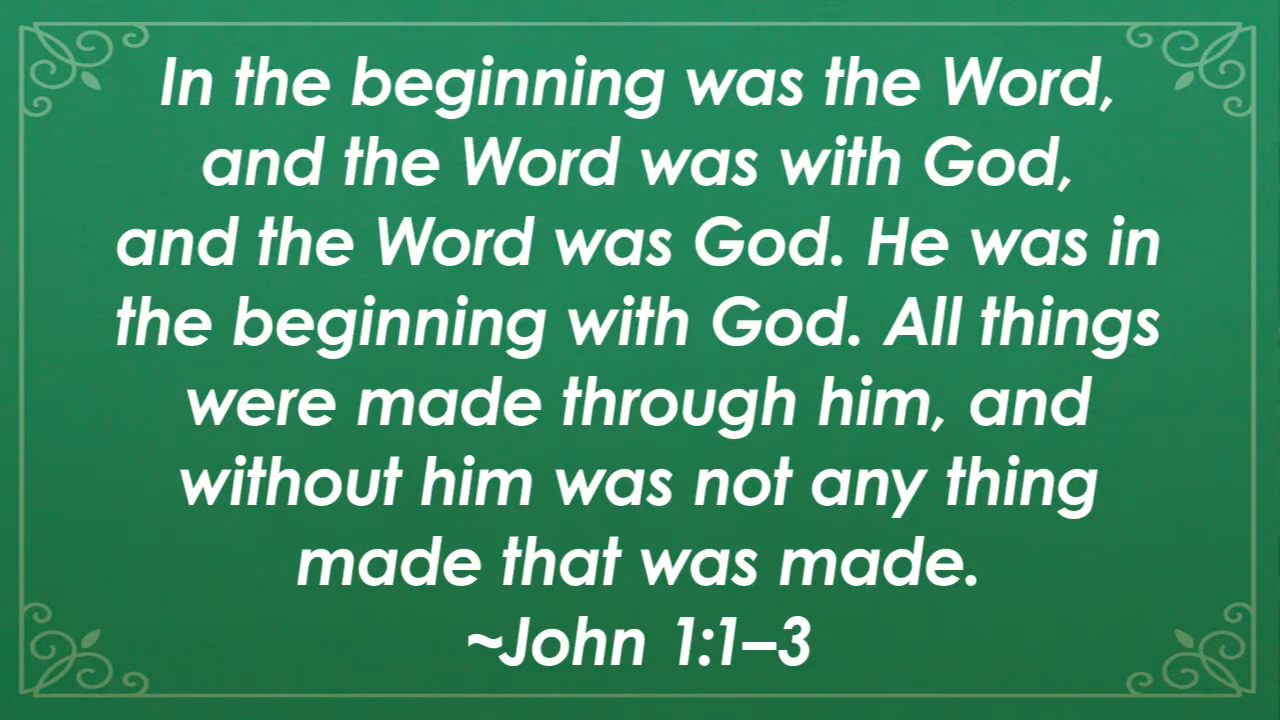 In the beginning was the Word,
and the Word was with God,
and the Word was God. He was in
the beginning with God. All things
were made through him, and
without him was not any thing
made that was made.
~John 1:1–3